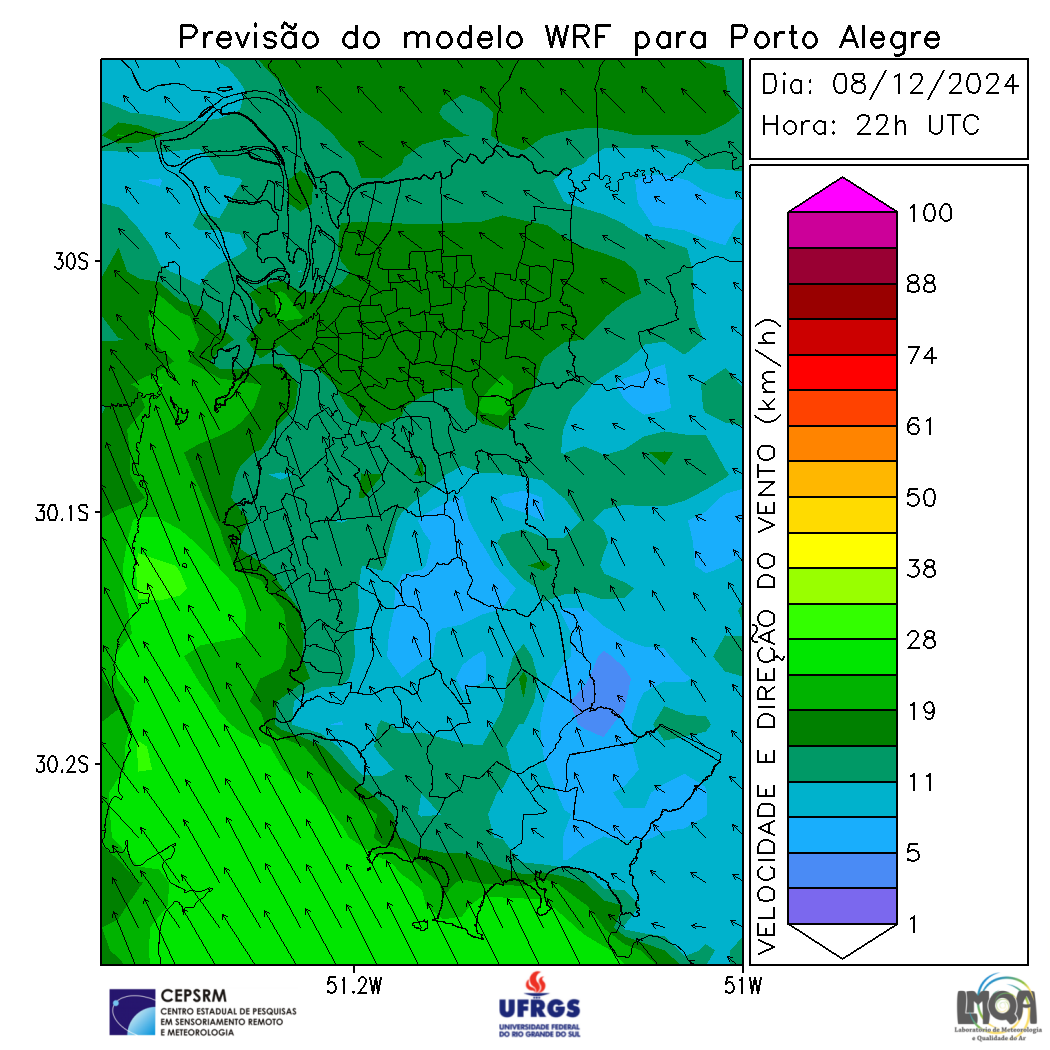 Previsão do modelo WRF para Porto Alegre
Dia: 08/12/2024
Hora: 22h UTC
30S
30.1S
30.2S
51.2W
51W
VELOCIDADE E DIREÇÃO DO VENTO (km/h)
100
88
74
61
50
38
28
19
11
5
1
CEPSRM
CENTRO ESTADUAL DE PESQUISAS
EM SENSORIAMENTO REMOTO
E METEOROLOGIA
UFRGS
UNIVERSIDADE FEDERAL
DO RIO GRANDE DO SUL
LMQA
Laboratório de Meteorologia
e Qualidade do Ar